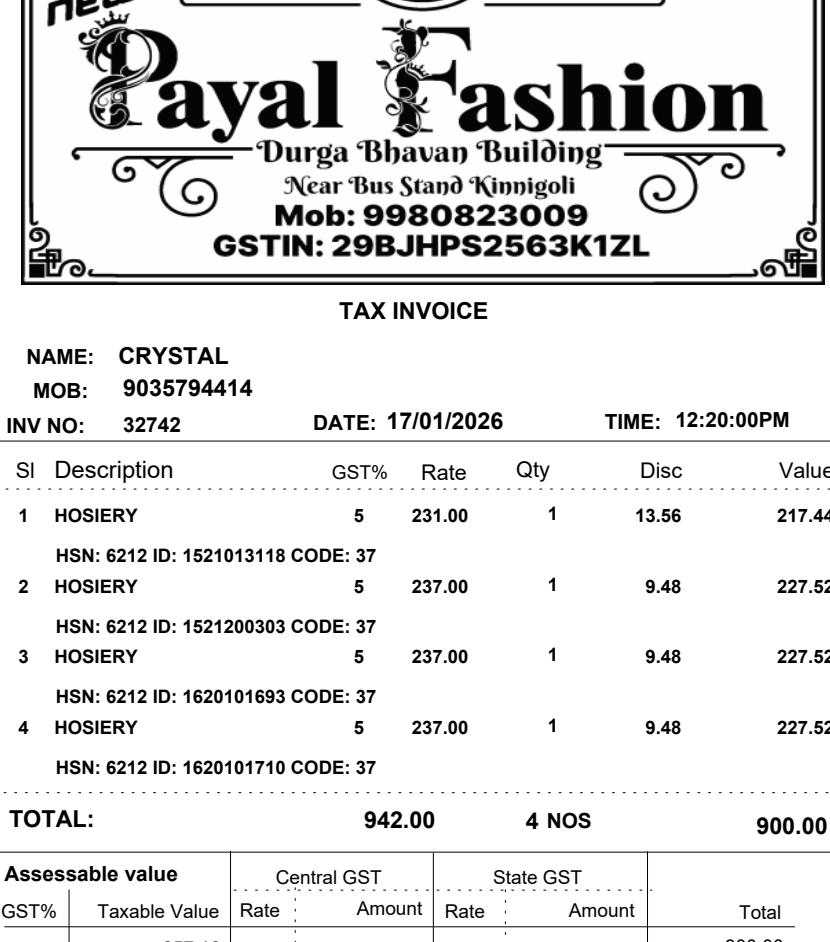 new
Payal Fashion
Durga Bhavan Building
Near Bus Stand Kinnigoli
Mob: 9980823009
GSTIN: 29BJHPS2563K1ZL
TAX INVOICE
NAME: CRYSTAL
MOB: 9035794414
INV NO: 32742 DATE: 17/01/2026 TIME: 12:20:00PM
Sl Description GST% Rate Qty Disc Value
1 HOSIERY 5 231.00 1 13.56 217.44
HSN: 6212 ID: 1521013118 CODE: 37
2 HOSIERY 5 237.00 1 9.48 227.52
HSN: 6212 ID: 1521200303 CODE: 37
3 HOSIERY 5 237.00 1 9.48 227.52
HSN: 6212 ID: 1620101693 CODE: 37
4 HOSIERY 5 237.00 1 9.48 227.52
HSN: 6212 ID: 1620101710 CODE: 37
TOTAL: 942.00 4 NOS 900.00
Assessable value Central GST State GST
GST% Taxable Value Rate Amount Rate Amount Total